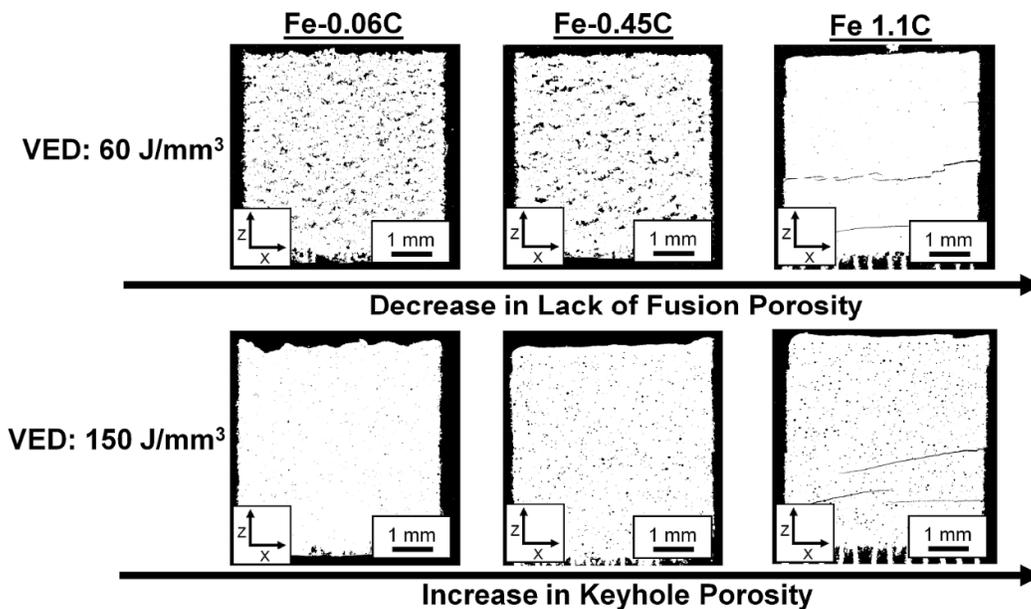 Fe-0.06C
Fe-0.45C
Fe 1.1C
VED: 60 J/mm³
Z
X
1 mm
Z
X
1 mm
Z
X
1 mm
Decrease in Lack of Fusion Porosity
VED: 150 J/mm³
Z
X
1 mm
Z
X
1 mm
Z
X
1 mm
Increase in Keyhole Porosity